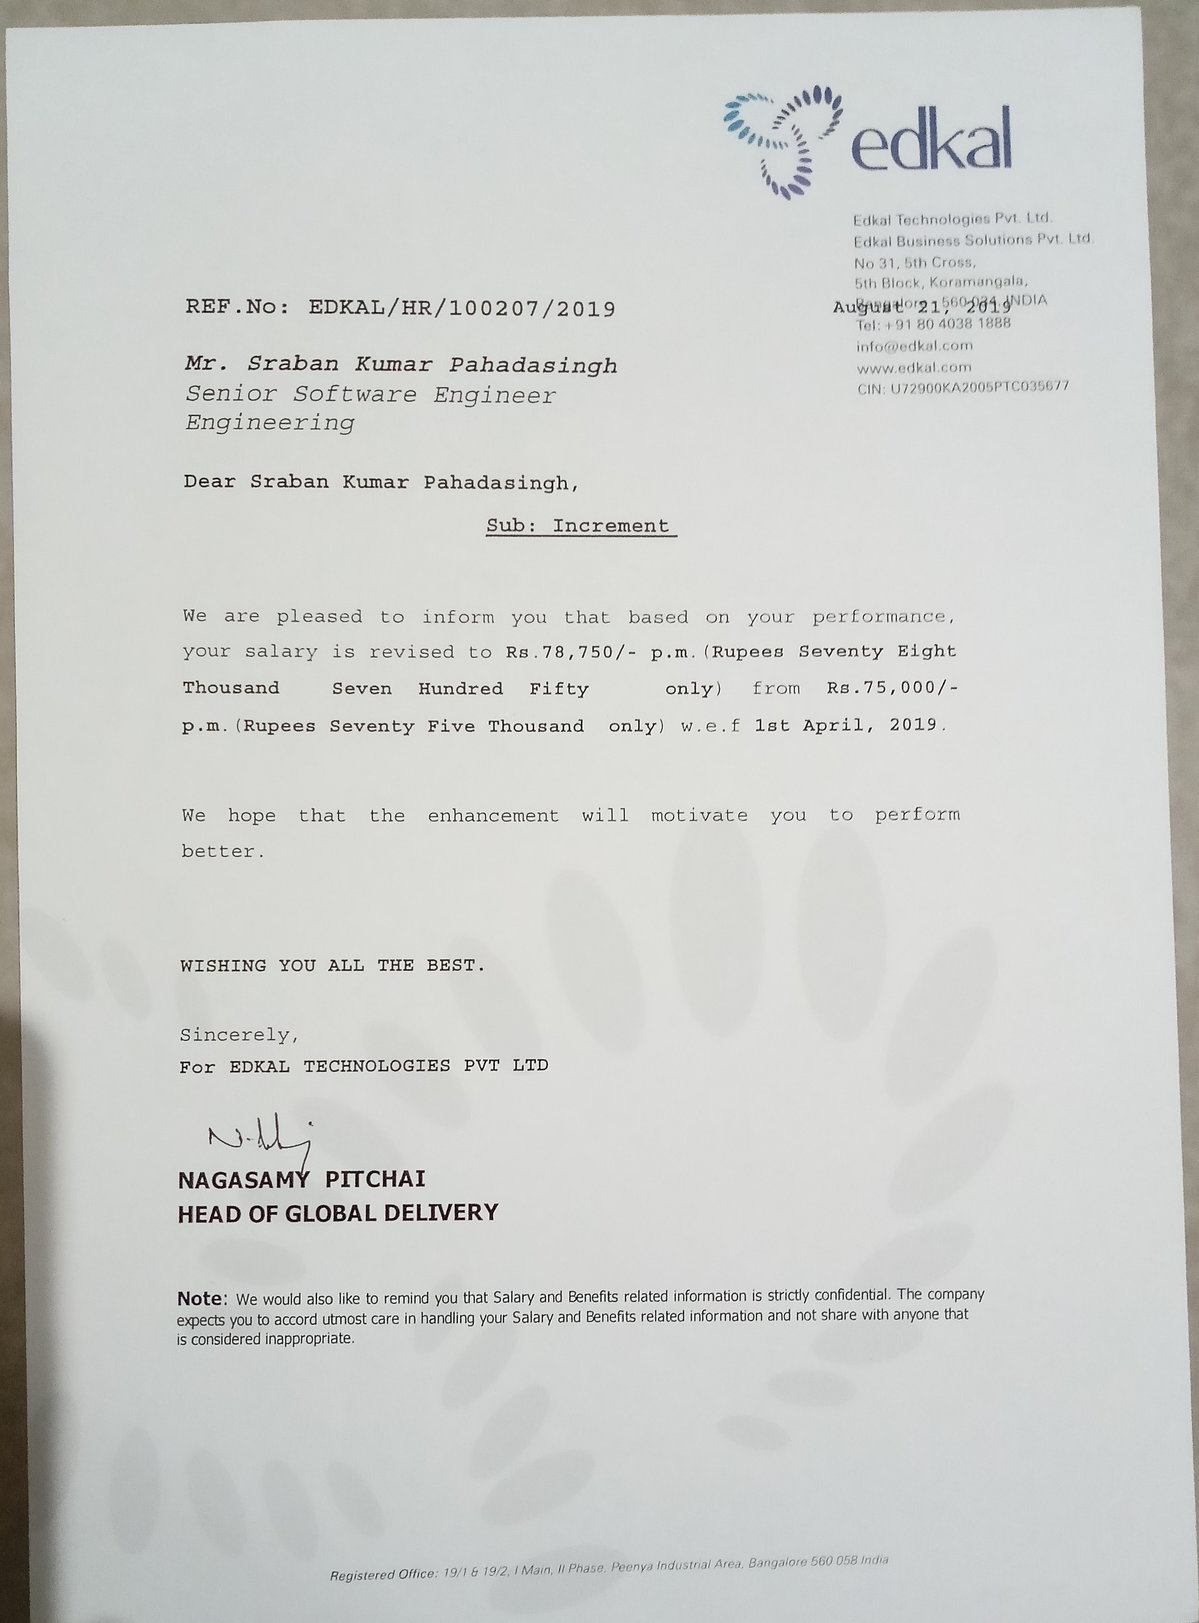 edkal
Edkal Technologies Pvt. Ltd.
Edkal Business Solutions Pvt. Ltd.
No 31, 5th Cross,
5th Block, Koramangala,
Bangalore - 560 034. INDIA
Tel: +91 80 4038 1888
info@edkal.com
www.edkal.com
CIN: U72900KA2005PTC035677
REF.No: EDKAL/HR/100207/2019
August 21, 2019
Mr. Sraban Kumar Pahadasingh
Senior Software Engineer
Engineering
Dear Sraban Kumar Pahadasingh,
Sub: Increment
We are pleased to inform you that based on your performance,
your salary is revised to Rs.78,750/- p.m.(Rupees Seventy Eight
Thousand Seven Hundred Fifty only) from Rs.75,000/-
p.m.(Rupees Seventy Five Thousand only) w.e.f 1st April, 2019.
We hope that the enhancement will motivate you to perform
better.
WISHING YOU ALL THE BEST.
Sincerely,
For EDKAL TECHNOLOGIES PVT LTD
NAGASAMY PITCHAI
HEAD OF GLOBAL DELIVERY
Note: We would also like to remind you that Salary and Benefits related information is strictly confidential. The company
expects you to accord utmost care in handling your Salary and Benefits related information and not share with anyone that
is considered inappropriate.
Registered Office: 19/1 & 19/2, I Main, II Phase, Peenya Industrial Area, Bangalore 560 058 India